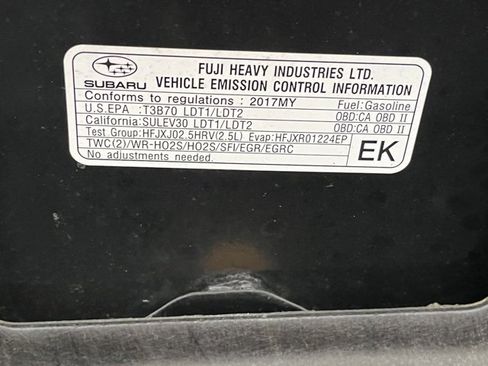 FUJI HEAVY INDUSTRIES LTD.
SUBARU VEHICLE EMISSION CONTROL INFORMATION
Conforms to regulations : 2017MY Fuel:Gasoline
U.S.EPA :T3B70 LDT1/LDT2 OBD:CA OBD II
California:SULEV30 LDT1/LDT2 OBD:CA OBD II
Test Group:HFJXJ02.5HRV(2.5L) Evap:HFJXR01224EP
TWC(2)/WR-HO2S/HO2S/SFI/EGR/EGRC
No adjustments needed.
EK